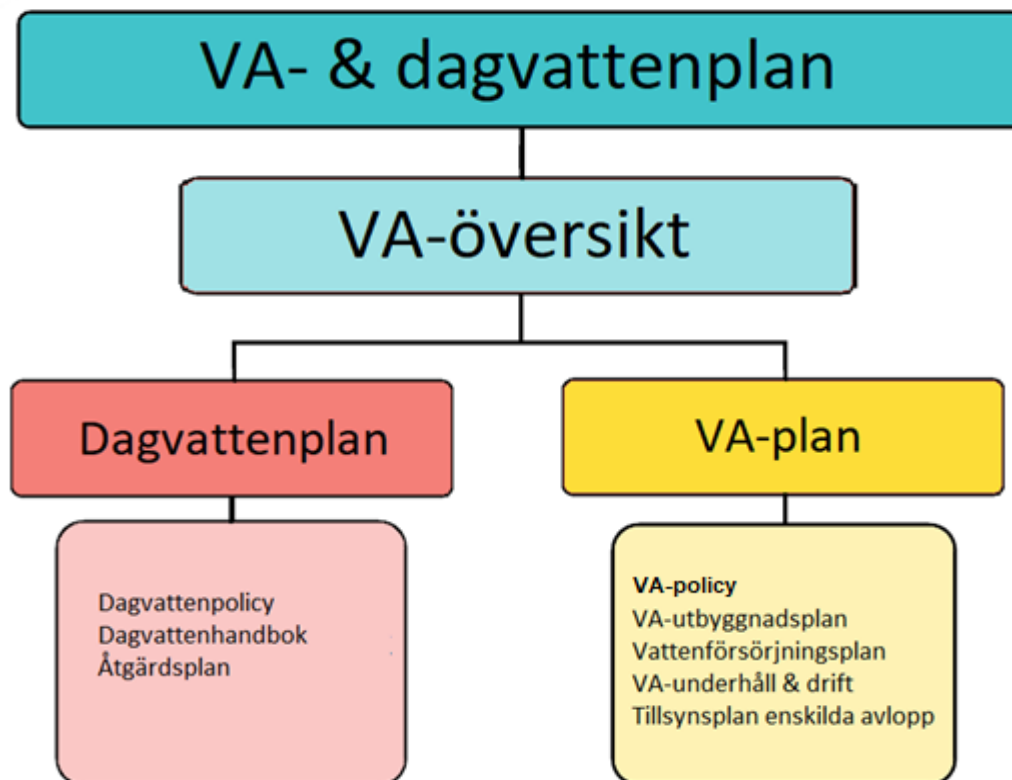 VA- & dagvattenplan
VA-översikt
Dagvattenplan
VA-plan
Dagvattenpolicy
Dagvattenhandbok
Åtgärdsplan
VA-policy
VA-utbyggnadsplan
Vattenförsörjningsplan
VA-underhåll & drift
Tillsynsplan enskilda avlopp